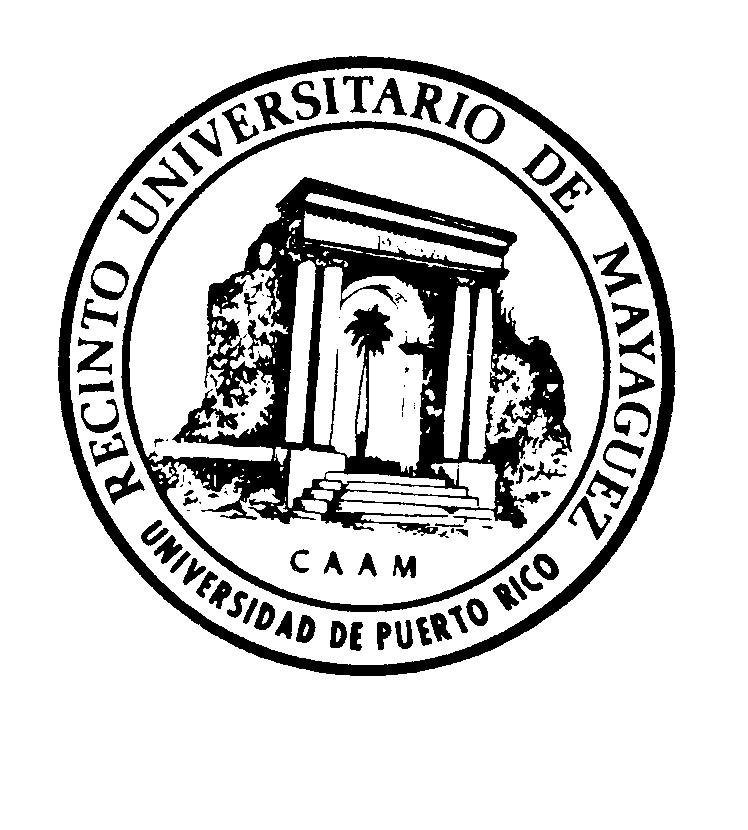 RECINTO UNIVERSITARIO DE MAYAGUEZ
CAAM
UNIVERSIDAD DE PUERTO RICO